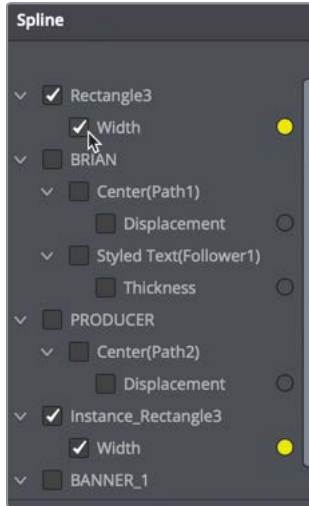 Spline
Rectangle3
Width
BRIAN
Center(Path1)
Displacement
Styled Text(Follower1)
Thickness
PRODUCER
Center(Path2)
Displacement
Instance_Rectangle3
Width
BANNER_1